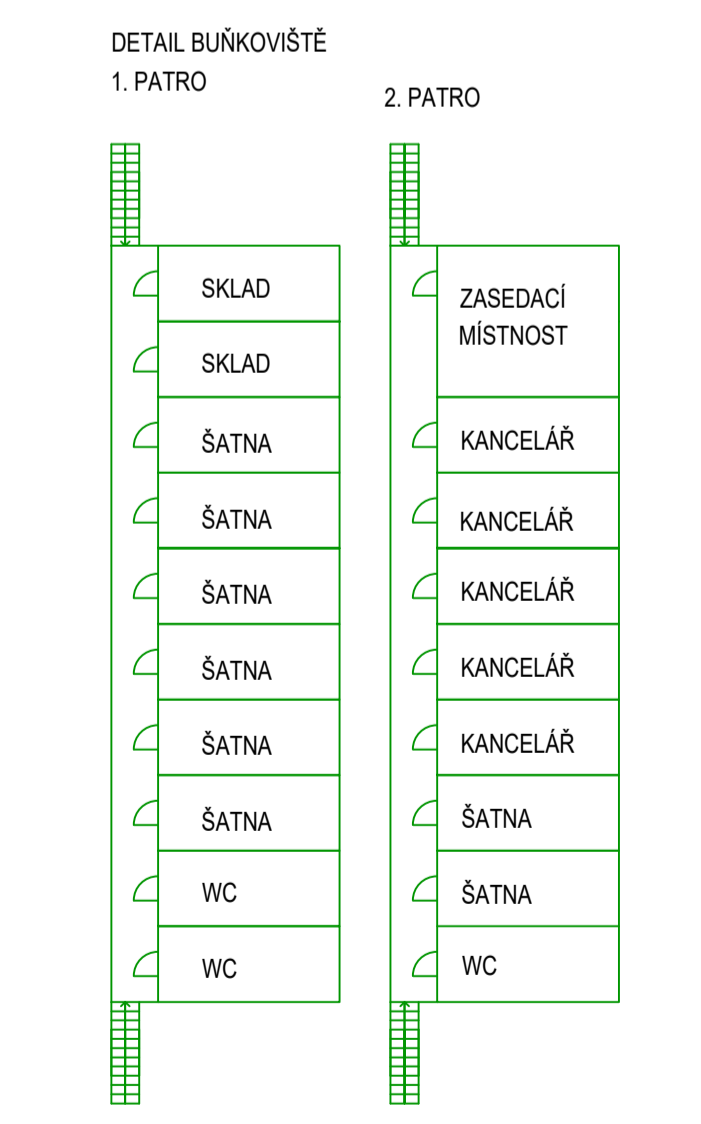 DETAIL BUŇKOVIŠTĚ
1. PATRO
SKLAD
SKLAD
ŠATNA
ŠATNA
ŠATNA
ŠATNA
ŠATNA
ŠATNA
WC
WC
2. PATRO
ZASEDACÍ
MÍSTNOST
KANCELÁŘ
KANCELÁŘ
KANCELÁŘ
KANCELÁŘ
KANCELÁŘ
ŠATNA
ŠATNA
WC